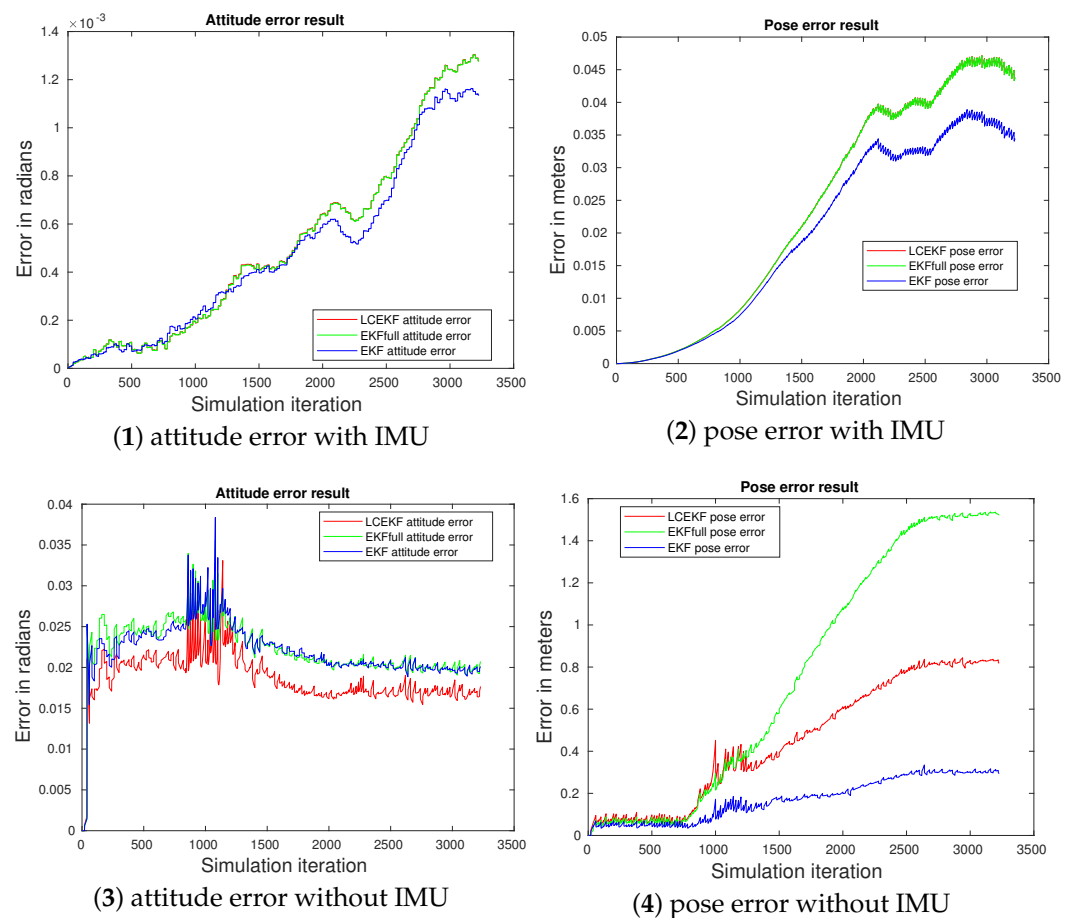 Attitude error result
×10⁻³
1.4
1.2
1
0.8
0.6
0.4
0.2
0
Error in radians
LCEKF attitude error
EKFfull attitude error
EKF attitude error
0 500 1000 1500 2000 2500 3000 3500
Simulation iteration
(1) attitude error with IMU
Pose error result
0.05
0.045
0.04
0.035
0.03
0.025
0.02
0.015
0.01
0.005
0
Error in meters
LCEKF pose error
EKFfull pose error
EKF pose error
0 500 1000 1500 2000 2500 3000 3500
Simulation iteration
(2) pose error with IMU
Attitude error result
0.04
0.035
0.03
0.025
0.02
0.015
0.01
0.005
0
Error in radians
LCEKF attitude error
EKFfull attitude error
EKF attitude error
0 500 1000 1500 2000 2500 3000 3500
Simulation iteration
(3) attitude error without IMU
Pose error result
1.6
1.4
1.2
1
0.8
0.6
0.4
0.2
0
Error in meters
LCEKF pose error
EKFfull pose error
EKF pose error
0 500 1000 1500 2000 2500 3000 3500
Simulation iteration
(4) pose error without IMU